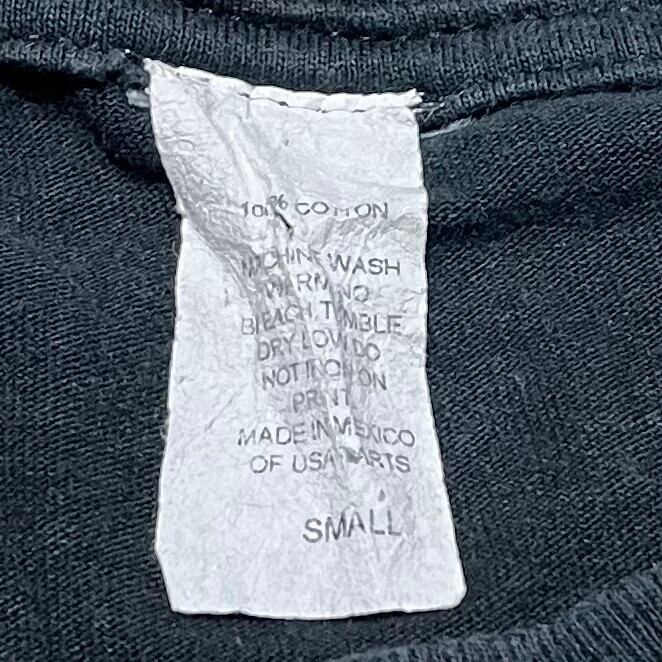 100% COTTON
MACHINE WASH
WARM, NO
BLEACH, TUMBLE
DRY LOW DO
NOT IRON ON
PRINT
MADE IN MEXICO
OF USA PARTS
SMALL